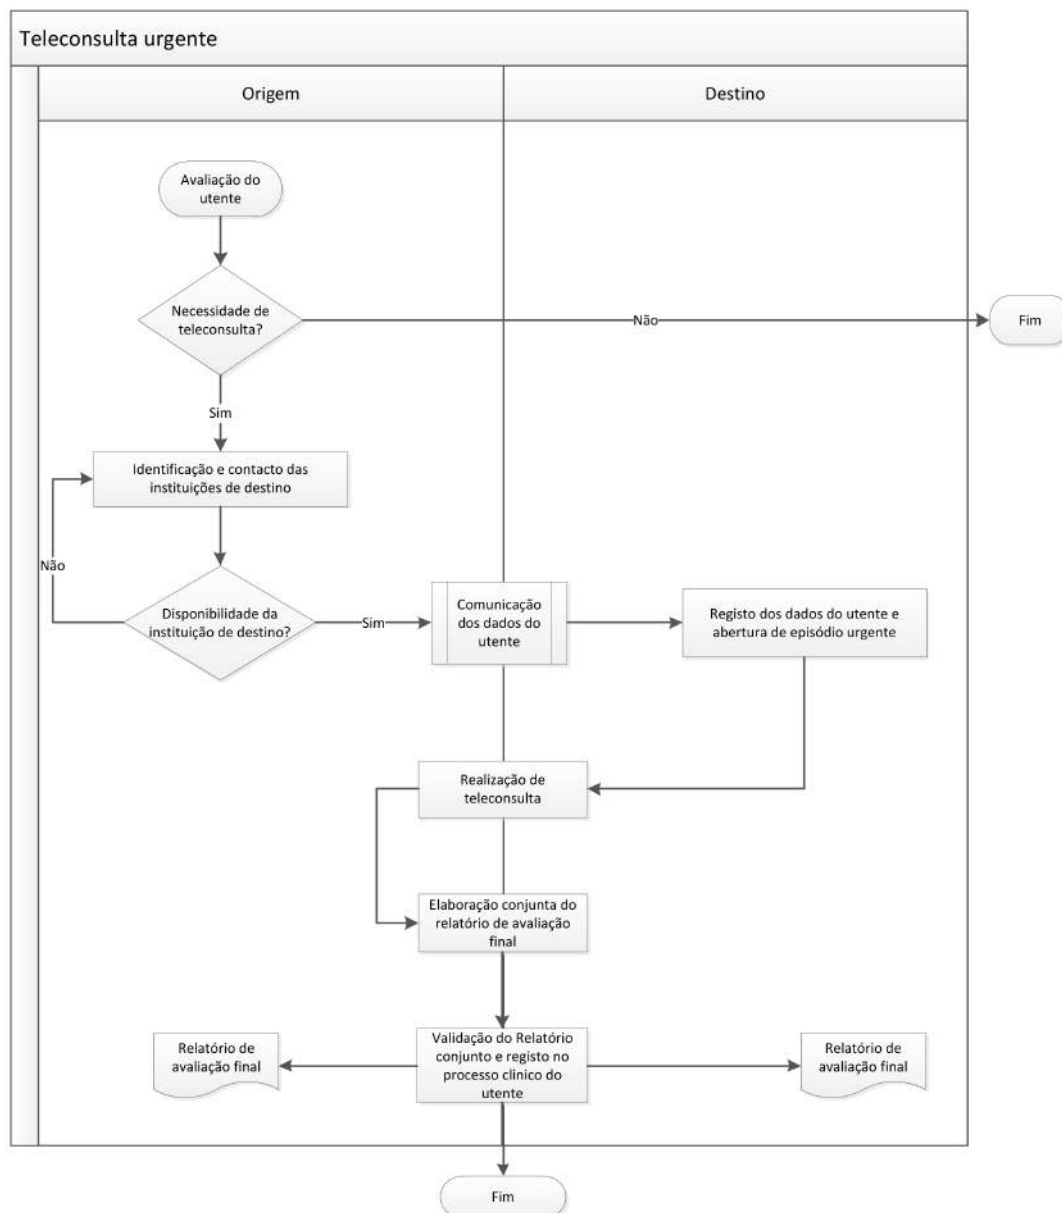 Teleconsulta urgente
Origem
Destino
Avaliação do
utente
Necessidade de
teleconsulta?
Não
Fim
Sim
Identificação e contacto das
instituições de destino
Não
Disponibilidade da
instituição de destino?
Sim
Comunicação
dos dados do
utente
Registo dos dados do utente e
abertura de episódio urgente
Realização de
teleconsulta
Elaboração conjunta do
relatório de avaliação
final
Validação do Relatório
conjunto e registo no
processo clinico do
utente
Relatório de
avaliação final
Relatório de
avaliação final
Fim